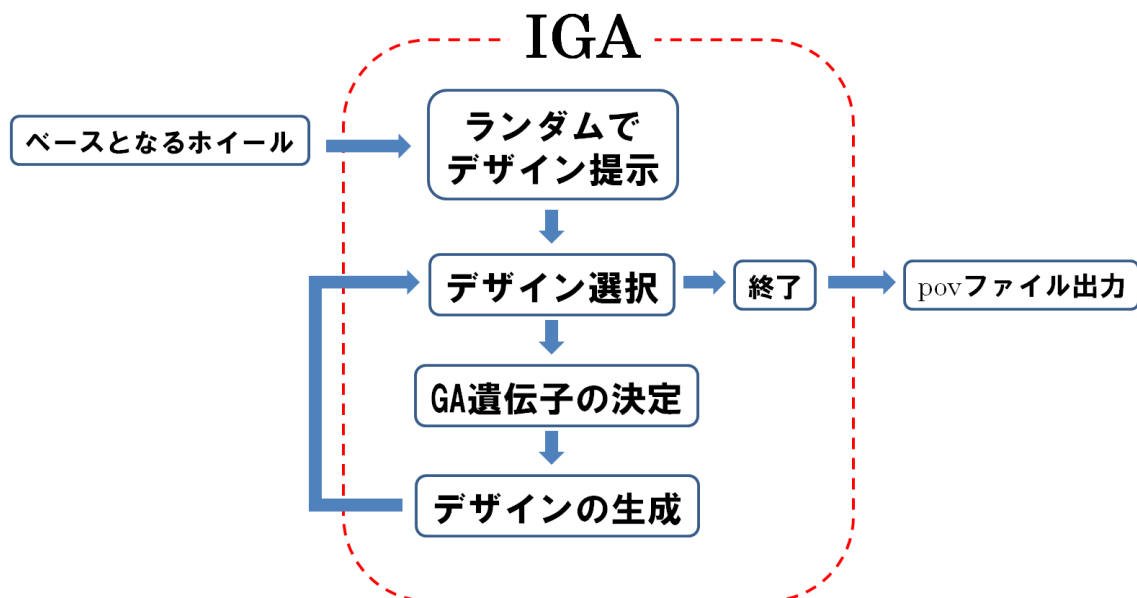 IGA
ベースとなるホイール
ランダムで
デザイン提示
デザイン選択
終了
povファイル出力
GA遺伝子の決定
デザインの生成